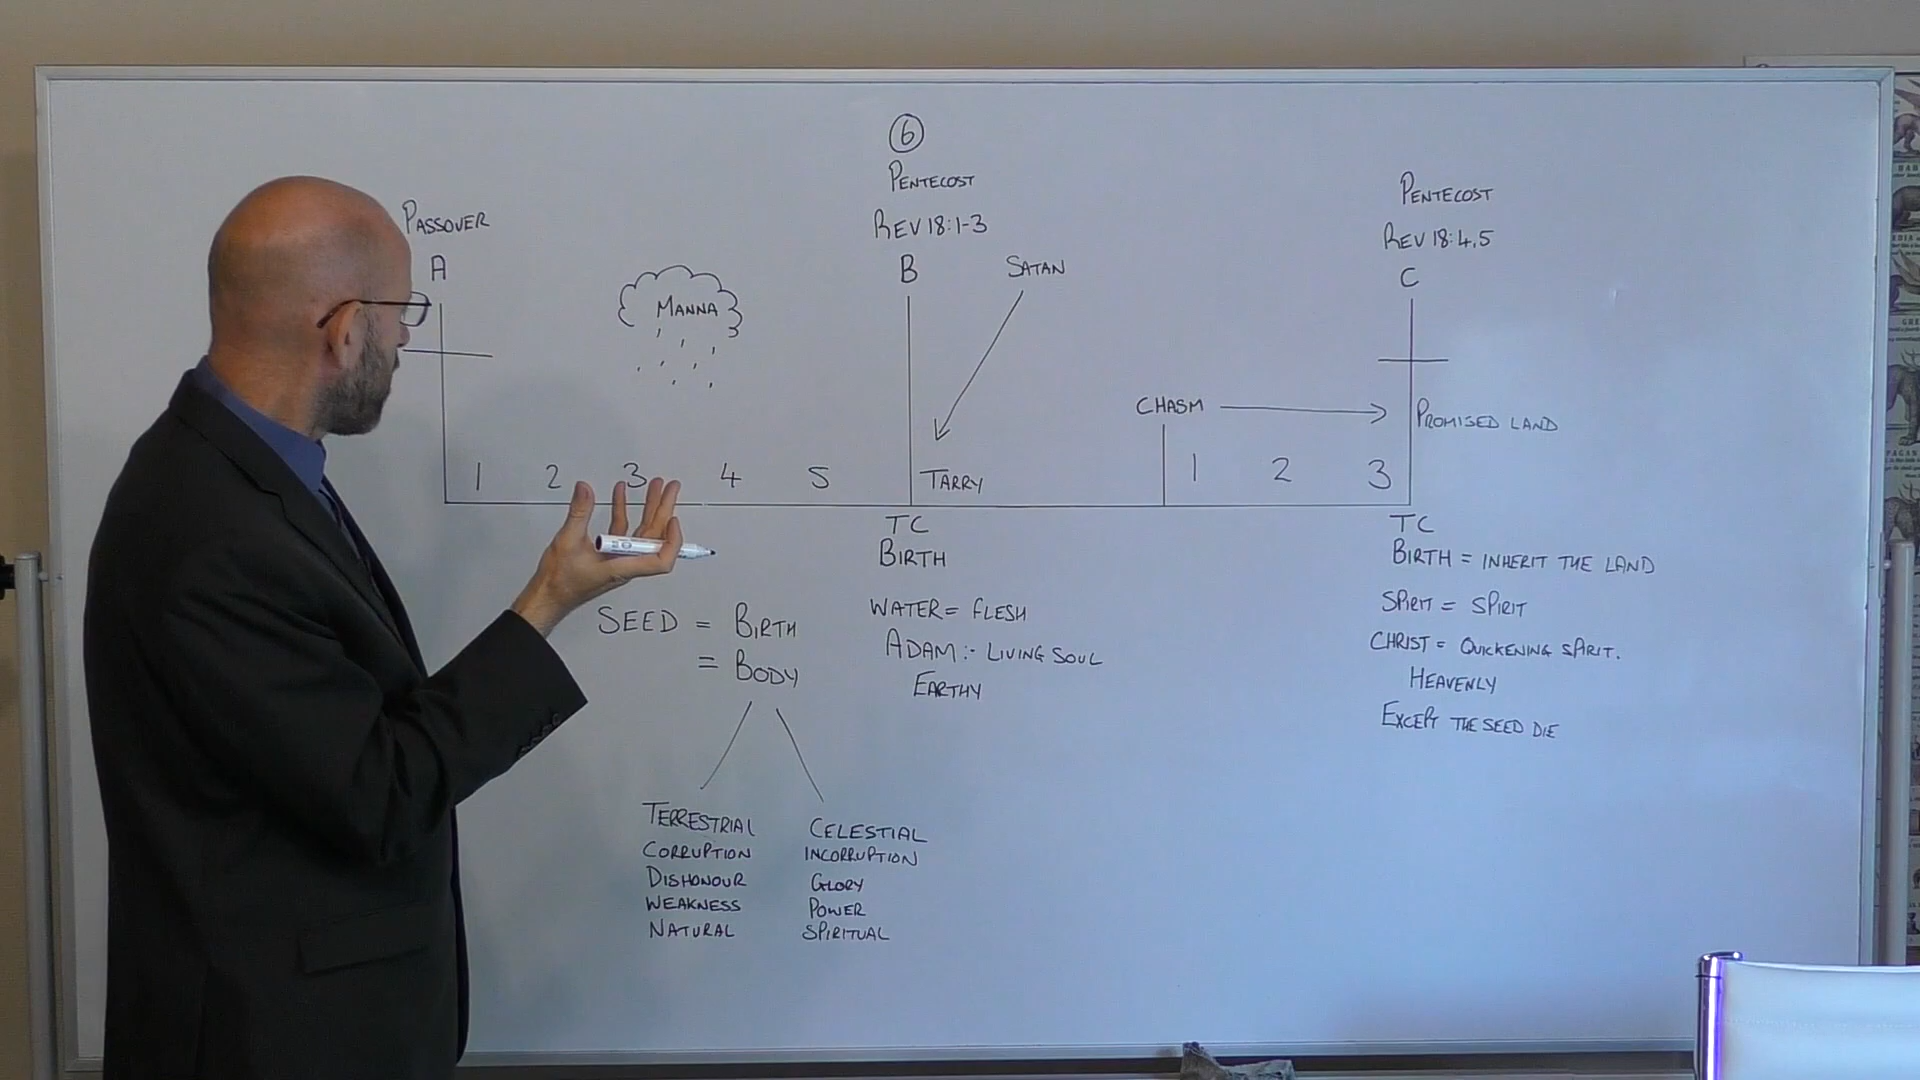 6
PENTECOST
REV 18:1-3
B
PASSOVER
A
MANNA
SATAN
PENTECOST
REV 18:4,5
C
CHASM
PROMISED LAND
1 2 3 4 5
TARRY
1 2 3
TC
BIRTH
WATER = FLESH
ADAM :- LIVING SOUL
EARTHY
TC
BIRTH = INHERIT THE LAND
SPIRIT = SPIRIT
CHRIST = QUICKENING SPIRIT.
HEAVENLY
EXCEPT THE SEED DIE
SEED = BIRTH
= BODY
TERRESTRIAL
CORRUPTION
DISHONOUR
WEAKNESS
NATURAL
CELESTIAL
INCORRUPTION
GLORY
POWER
SPIRITUAL